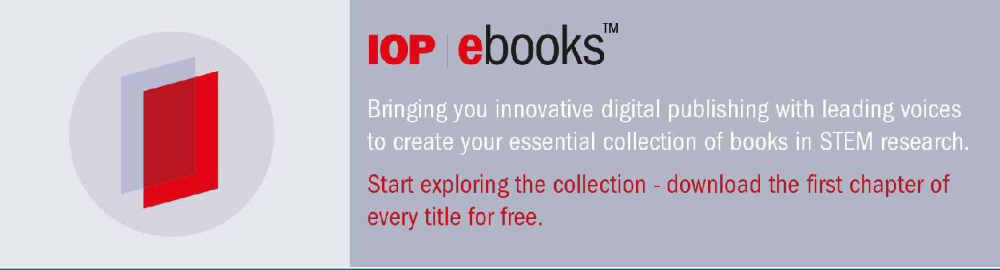 IOP | ebooks™
Bringing you innovative digital publishing with leading voices
to create your essential collection of books in STEM research.
Start exploring the collection - download the first chapter of
every title for free.